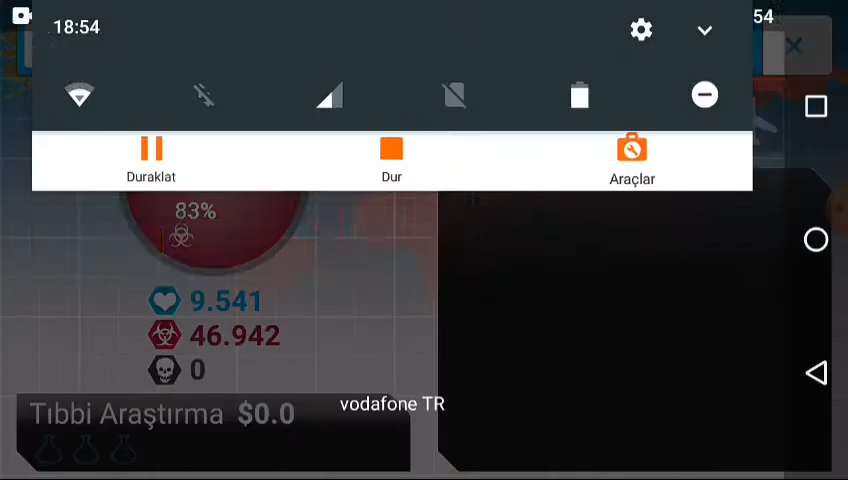 18:54
54
Duraklat
Dur
Araçlar
83%
9.541
46.942
0
Tıbbi Araştırma $0.0
vodafone TR